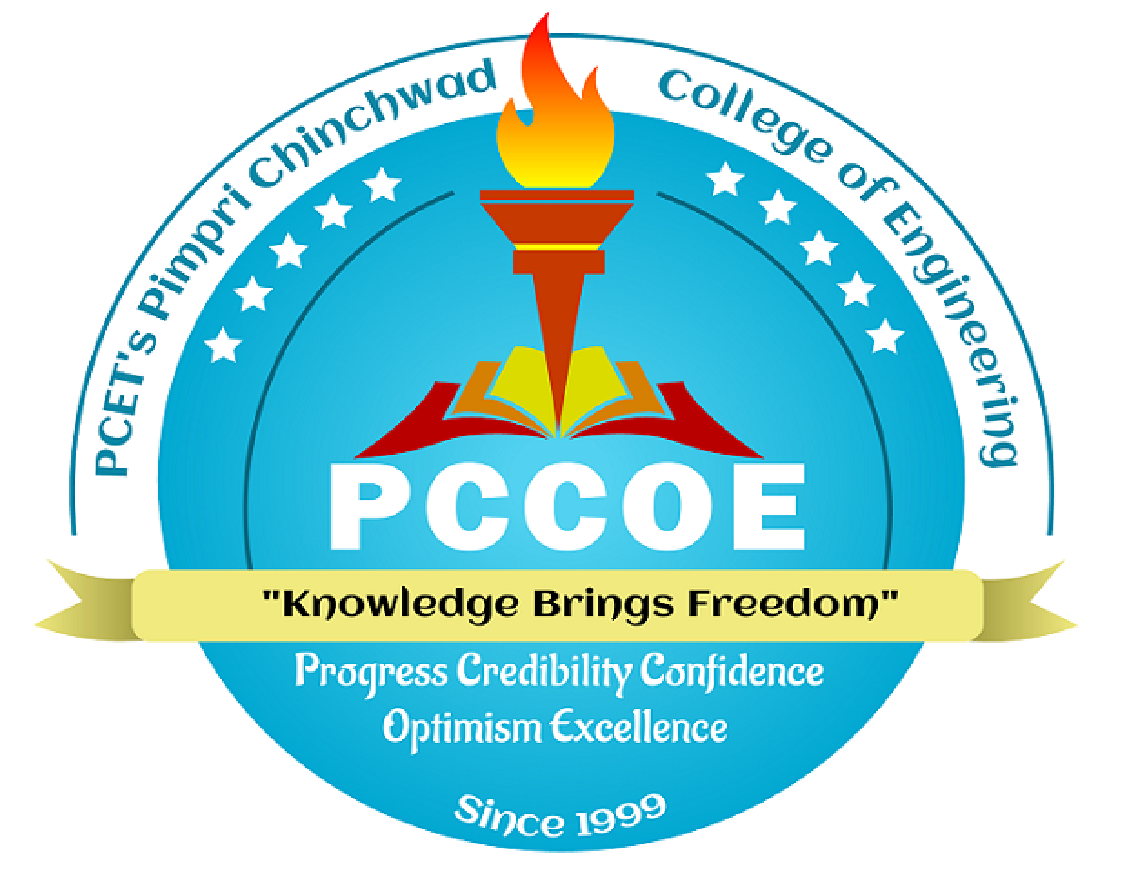 PCET's Pimpri Chinchwad College of Engineering
PCCOE
"Knowledge Brings Freedom"
Progress Credibility Confidence
Optimism Excellence
Since 1999